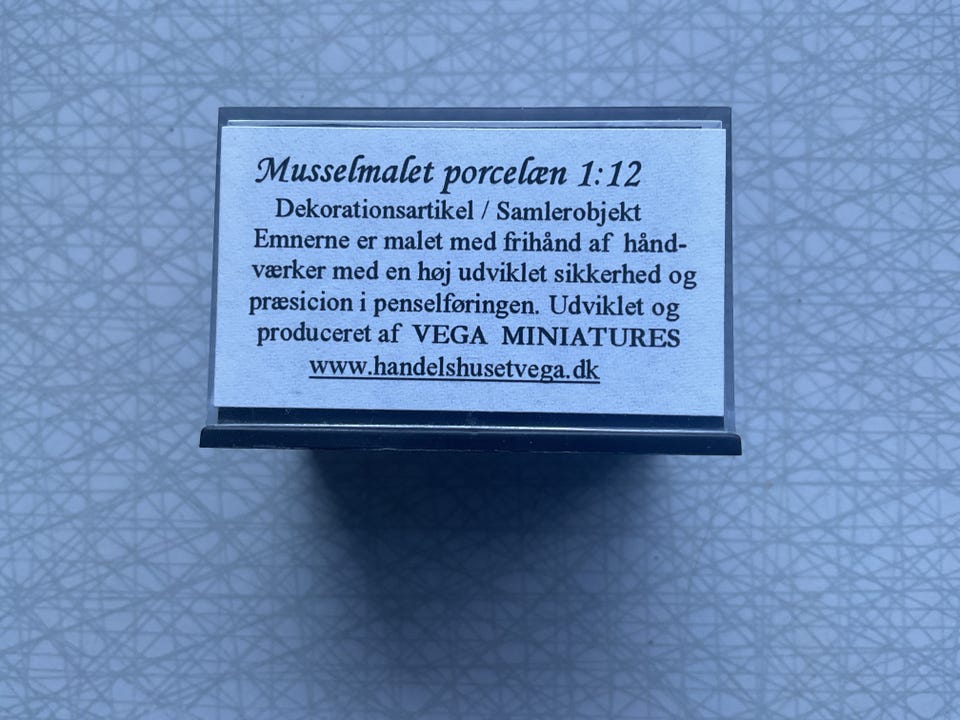 Musselmalet porcelæn 1:12
Dekorationsartikel / Samlerobjekt
Emnerne er malet med frihånd af hånd-
værker med en høj udviklet sikkerhed og
præsicion i penselføringen. Udviklet og
produceret af VEGA MINIATURES
www.handelshusetvega.dk